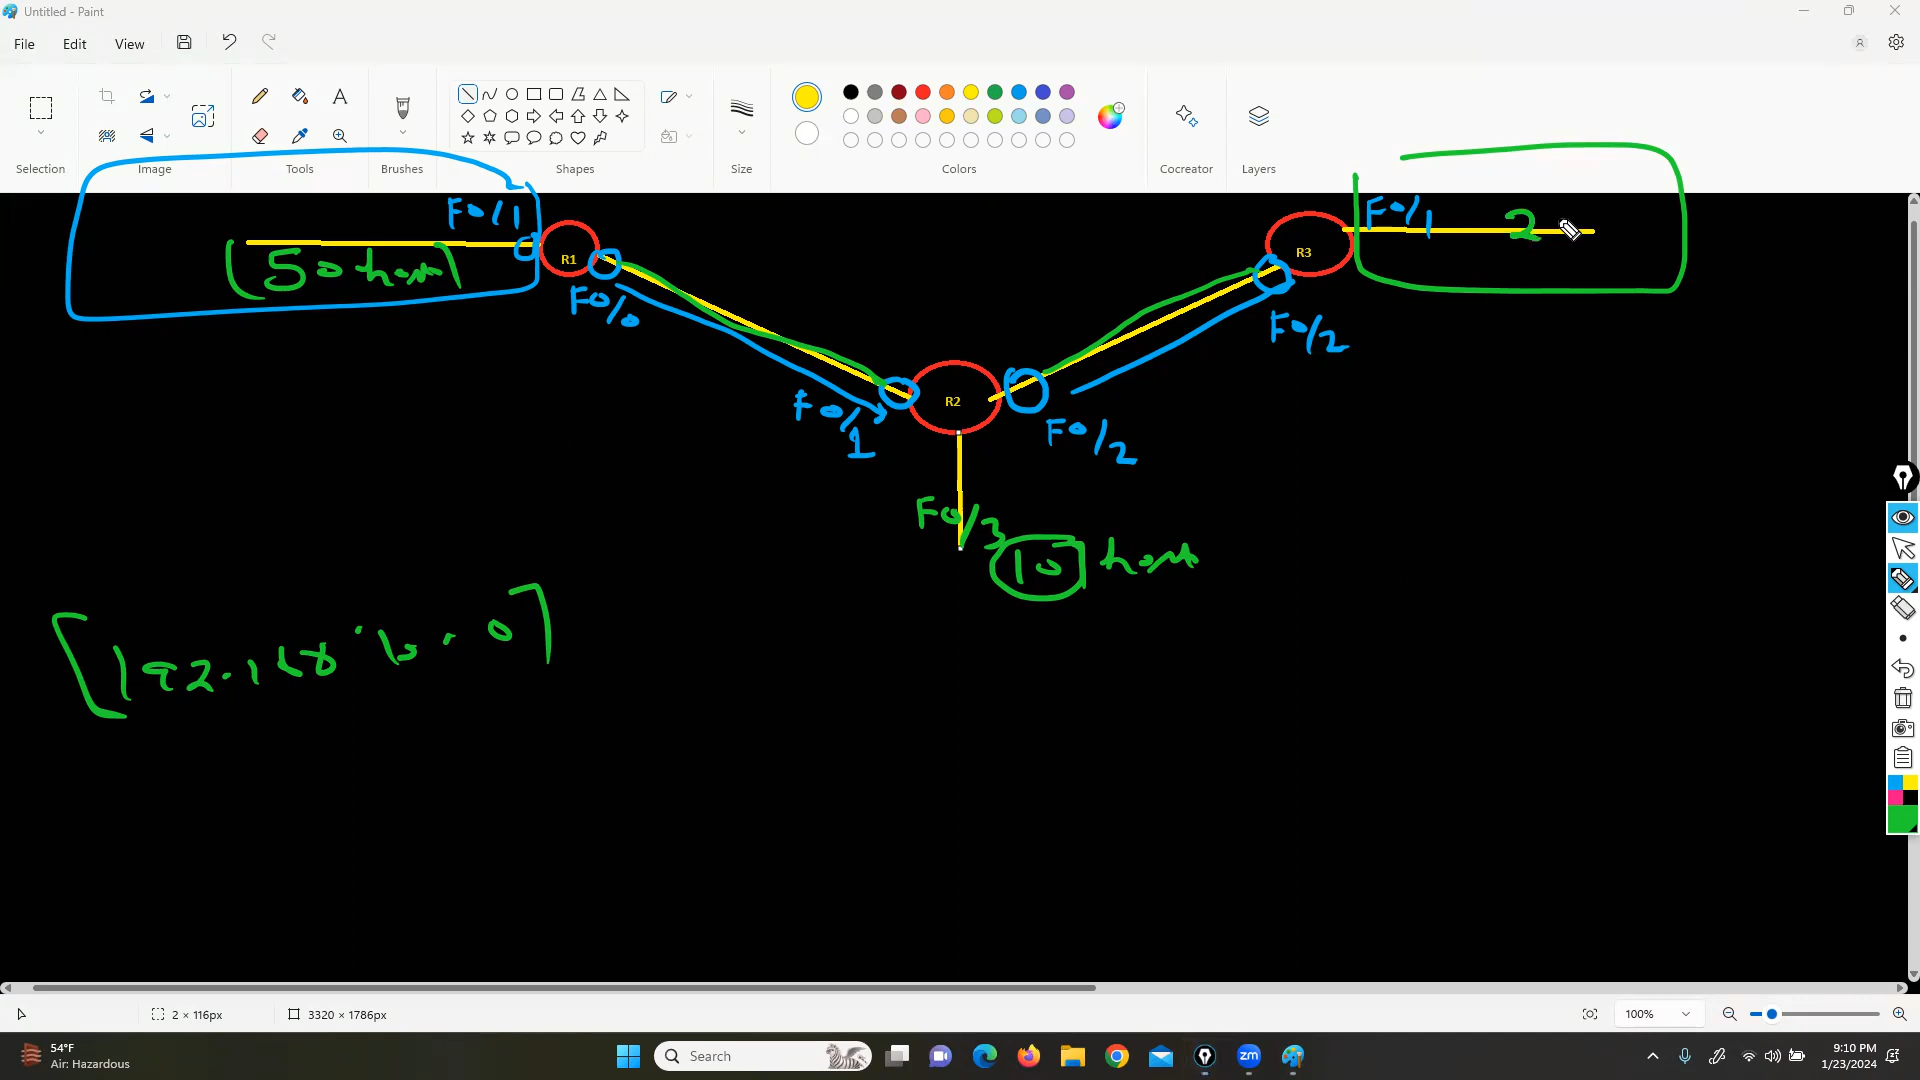 Untitled - Paint
File Edit View
Selection Image Tools Brushes Shapes Size Colors Cocreator Layers
F0/1
F0/1
2
R1
R3
50 host
F0/0
F0/2
R2
F0/1
F0/2
F0/3
10 host
192.168.10.0
2 × 116px
3320 × 1786px
100%
54°F
Air: Hazardous
Search
zm
9:10 PM
1/23/2024